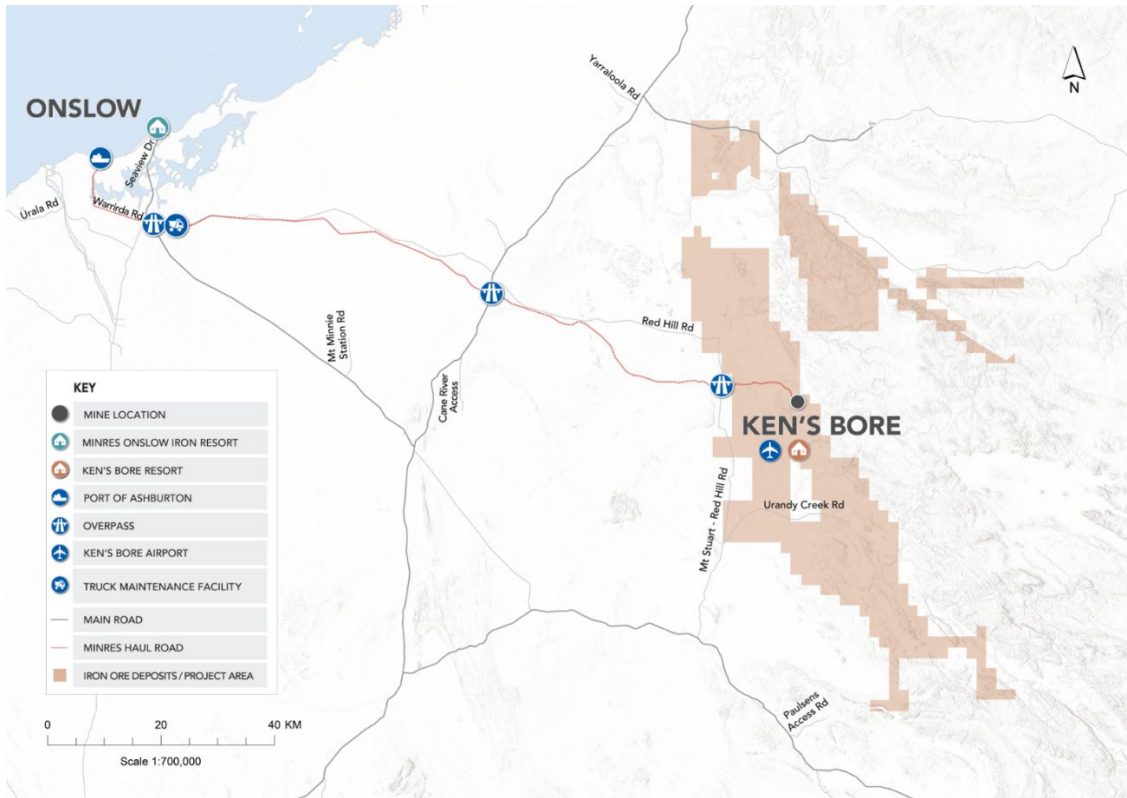 Yarraloola Rd
N
ONSLOW
Seaview Dr
Urala Rd
Warrirda Rd
Mt Minnie
Station Rd
Red Hill Rd
Cane River
Access
KEN'S BORE
Mt Stuart - Red Hill Rd
Urandy Creek Rd
Paulsens
Access Rd
KEY
MINE LOCATION
MINRES ONSLOW IRON RESORT
KEN'S BORE RESORT
PORT OF ASHBURTON
OVERPASS
KEN'S BORE AIRPORT
TRUCK MAINTENANCE FACILITY
MAIN ROAD
MINRES HAUL ROAD
IRON ORE DEPOSITS / PROJECT AREA
0 20 40 KM
Scale 1:700,000